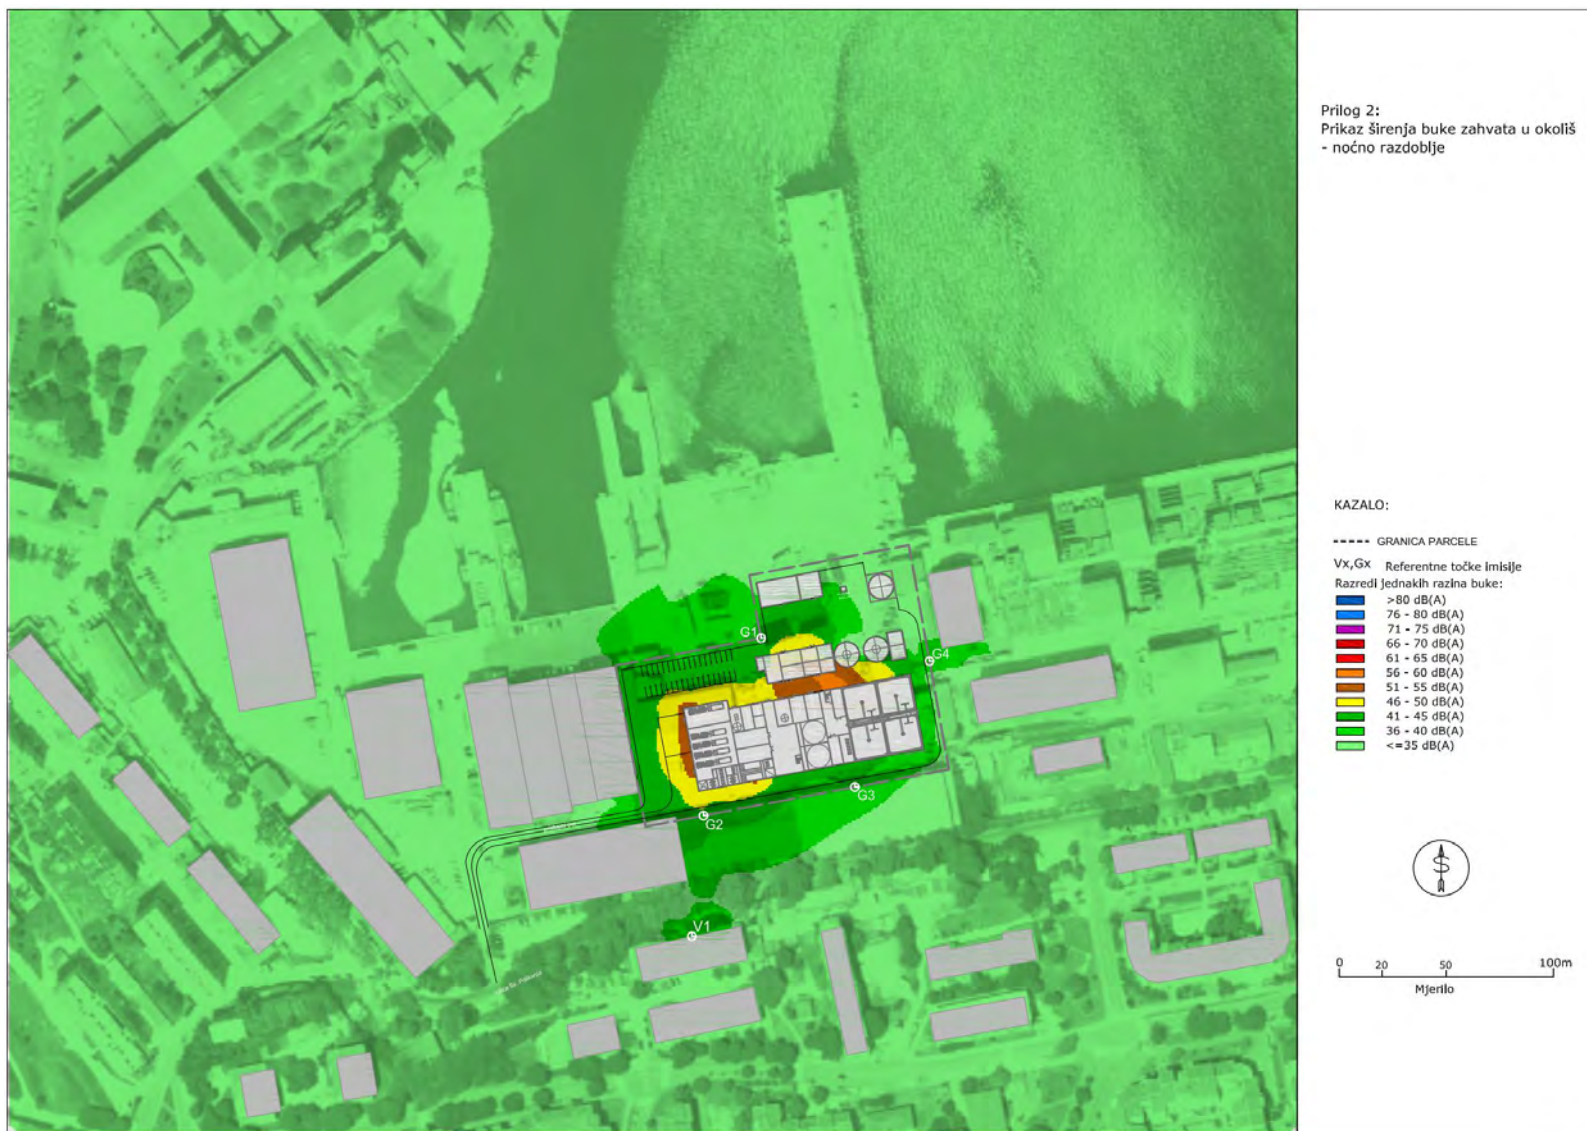 Prilog 2:
Prikaz širenja buke zahvata u okoliš
- noćno razdoblje
KAZALO:
GRANICA PARCELE
Vx,Gx Referentne točke imisije
Razredi jednakih razina buke:
>80 dB(A)
76 - 80 dB(A)
71 - 75 dB(A)
66 - 70 dB(A)
61 - 65 dB(A)
56 - 60 dB(A)
51 - 55 dB(A)
46 - 50 dB(A)
41 - 45 dB(A)
36 - 40 dB(A)
<=35 dB(A)
S
0 20 50 100m
Mjerilo
G1
G4
G3
G2
V1